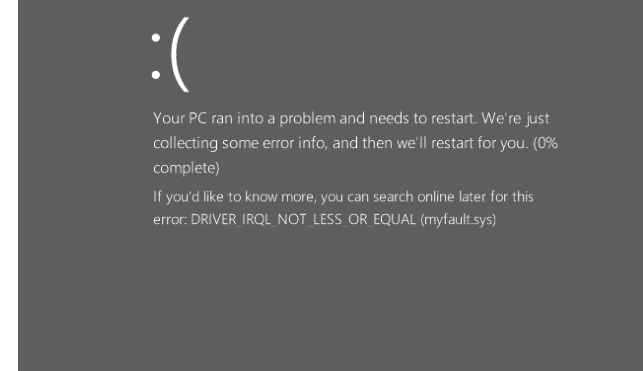 :(
Your PC ran into a problem and needs to restart. We're just
collecting some error info, and then we'll restart for you. (0%
complete)
If you'd like to know more, you can search online later for this
error: DRIVER_IRQL_NOT_LESS_OR_EQUAL (myfault.sys)